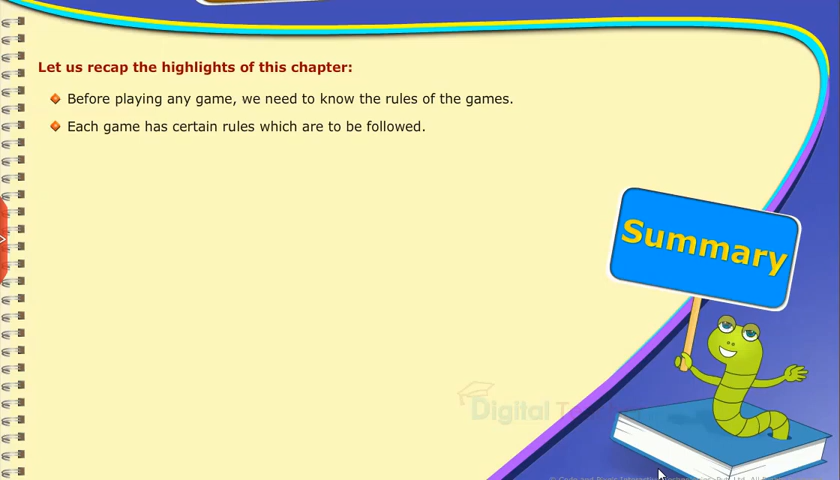 Let us recap the highlights of this chapter:
Before playing any game, we need to know the rules of the games.
Each game has certain rules which are to be followed.
Summary
Digital